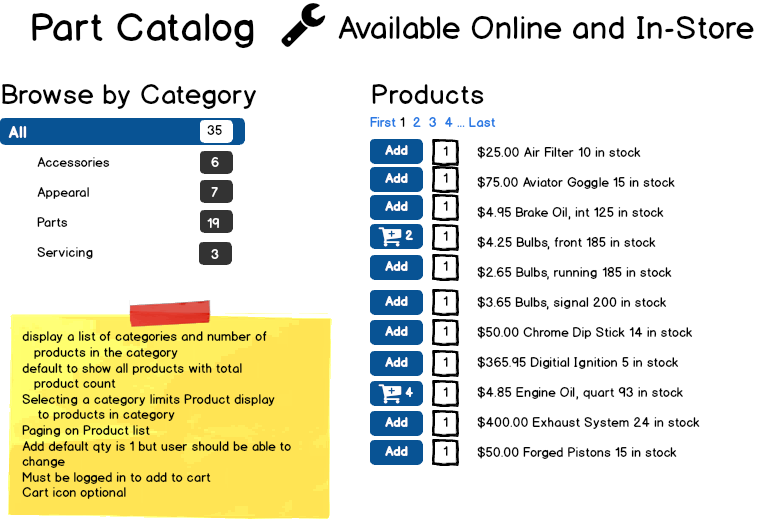 Part Catalog Available Online and In-Store
Browse by Category
All 35
Accessories 6
Appearal 7
Parts 19
Servicing 3
display a list of categories and number of
products in the category
default to show all products with total
product count
Selecting a category limits Product display
to products in category
Paging on Product list
Add default qty is 1 but user should be able to
change
Must be logged in to add to cart
Cart icon optional
Products
First 1 2 3 4 ... Last
Add 1 $25.00 Air Filter 10 in stock
Add 1 $75.00 Aviator Goggle 15 in stock
Add 1 $4.95 Brake Oil, int 125 in stock
2 1 $4.25 Bulbs, front 185 in stock
Add 1 $2.65 Bulbs, running 185 in stock
Add 1 $3.65 Bulbs, signal 200 in stock
Add 1 $50.00 Chrome Dip Stick 14 in stock
Add 1 $365.95 Digitial Ignition 5 in stock
4 1 $4.85 Engine Oil, quart 93 in stock
Add 1 $400.00 Exhaust System 24 in stock
Add 1 $50.00 Forged Pistons 15 in stock